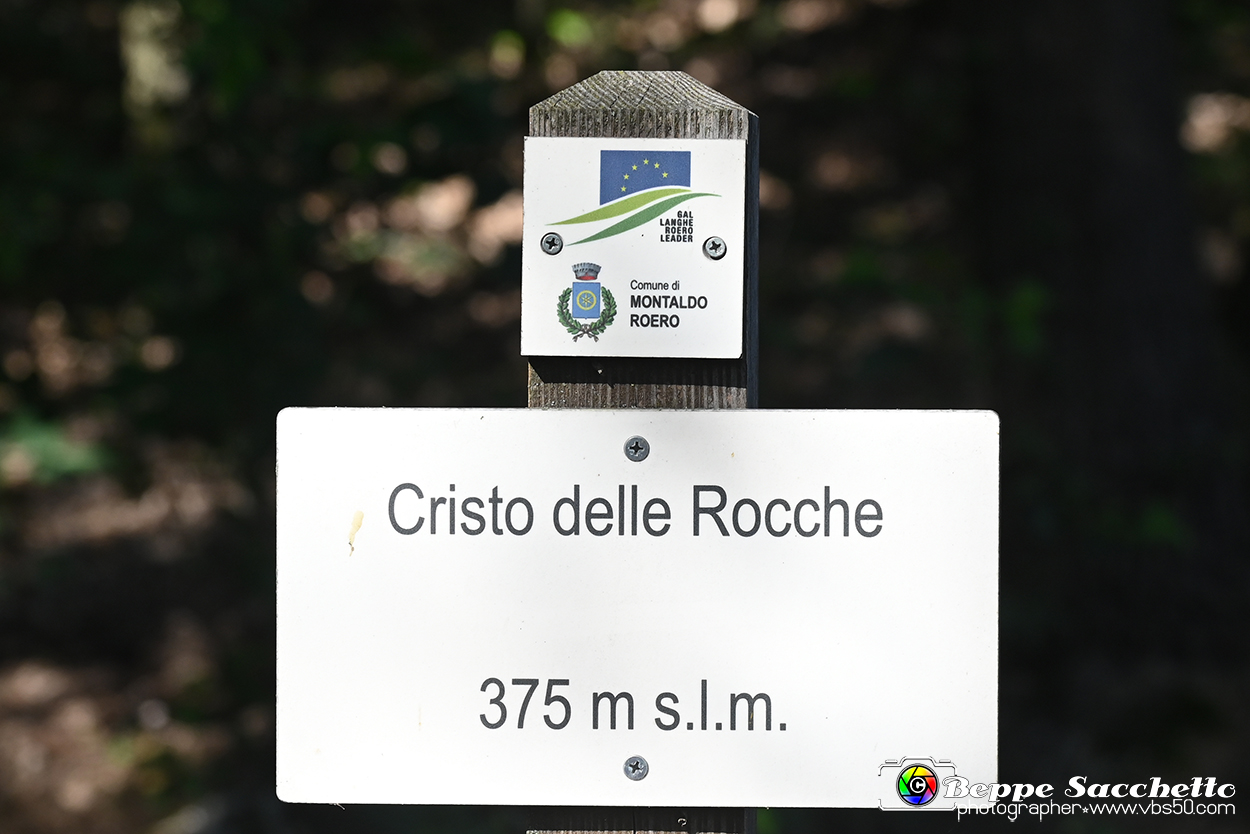 GAL
LANGHE
ROERO
LEADER
Comune di
MONTALDO
ROERO
Cristo delle Rocche
375 m s.l.m.
C
Beppe Sacchetto
photographer★www.vbs50.com